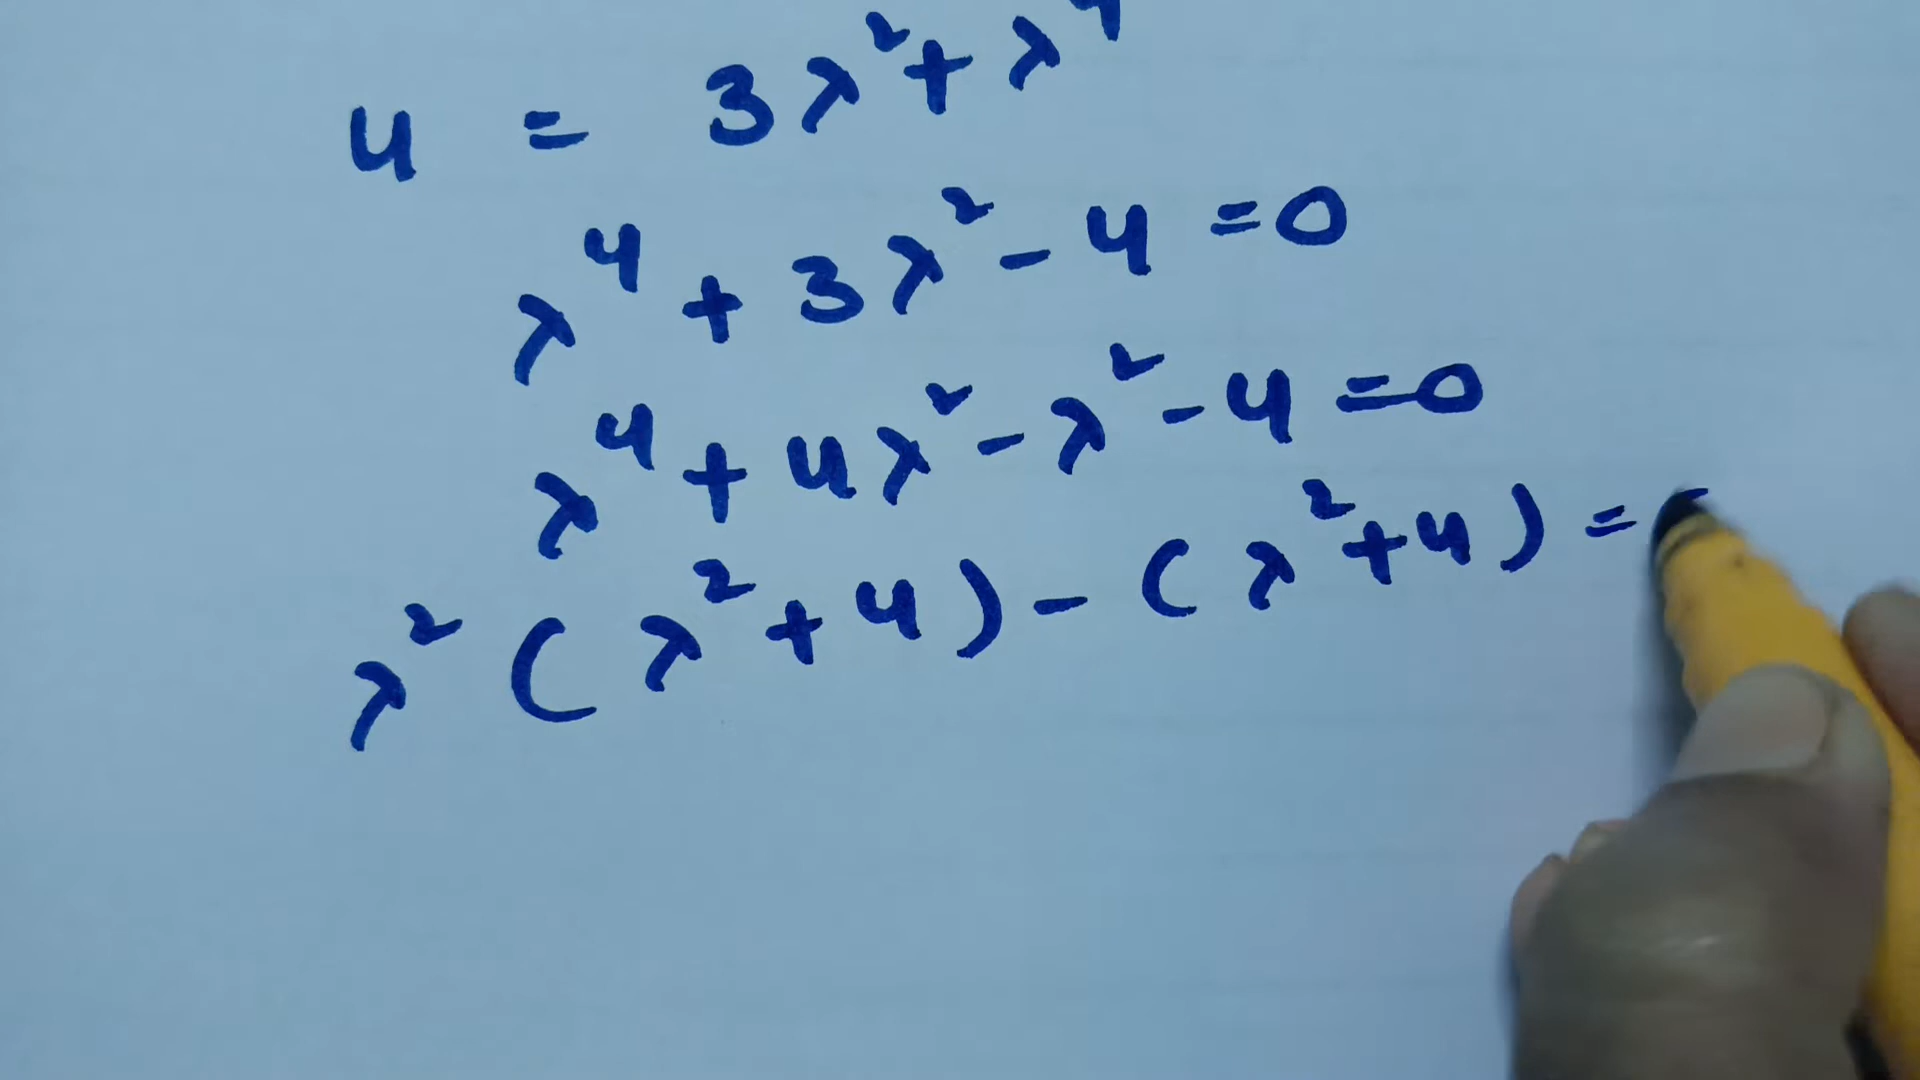 4 = 3λ² + λ⁴
λ⁴ + 3λ² - 4 = 0
λ⁴ + 4λ² - λ² - 4 = 0
λ² (λ² + 4) - (λ² + 4) =